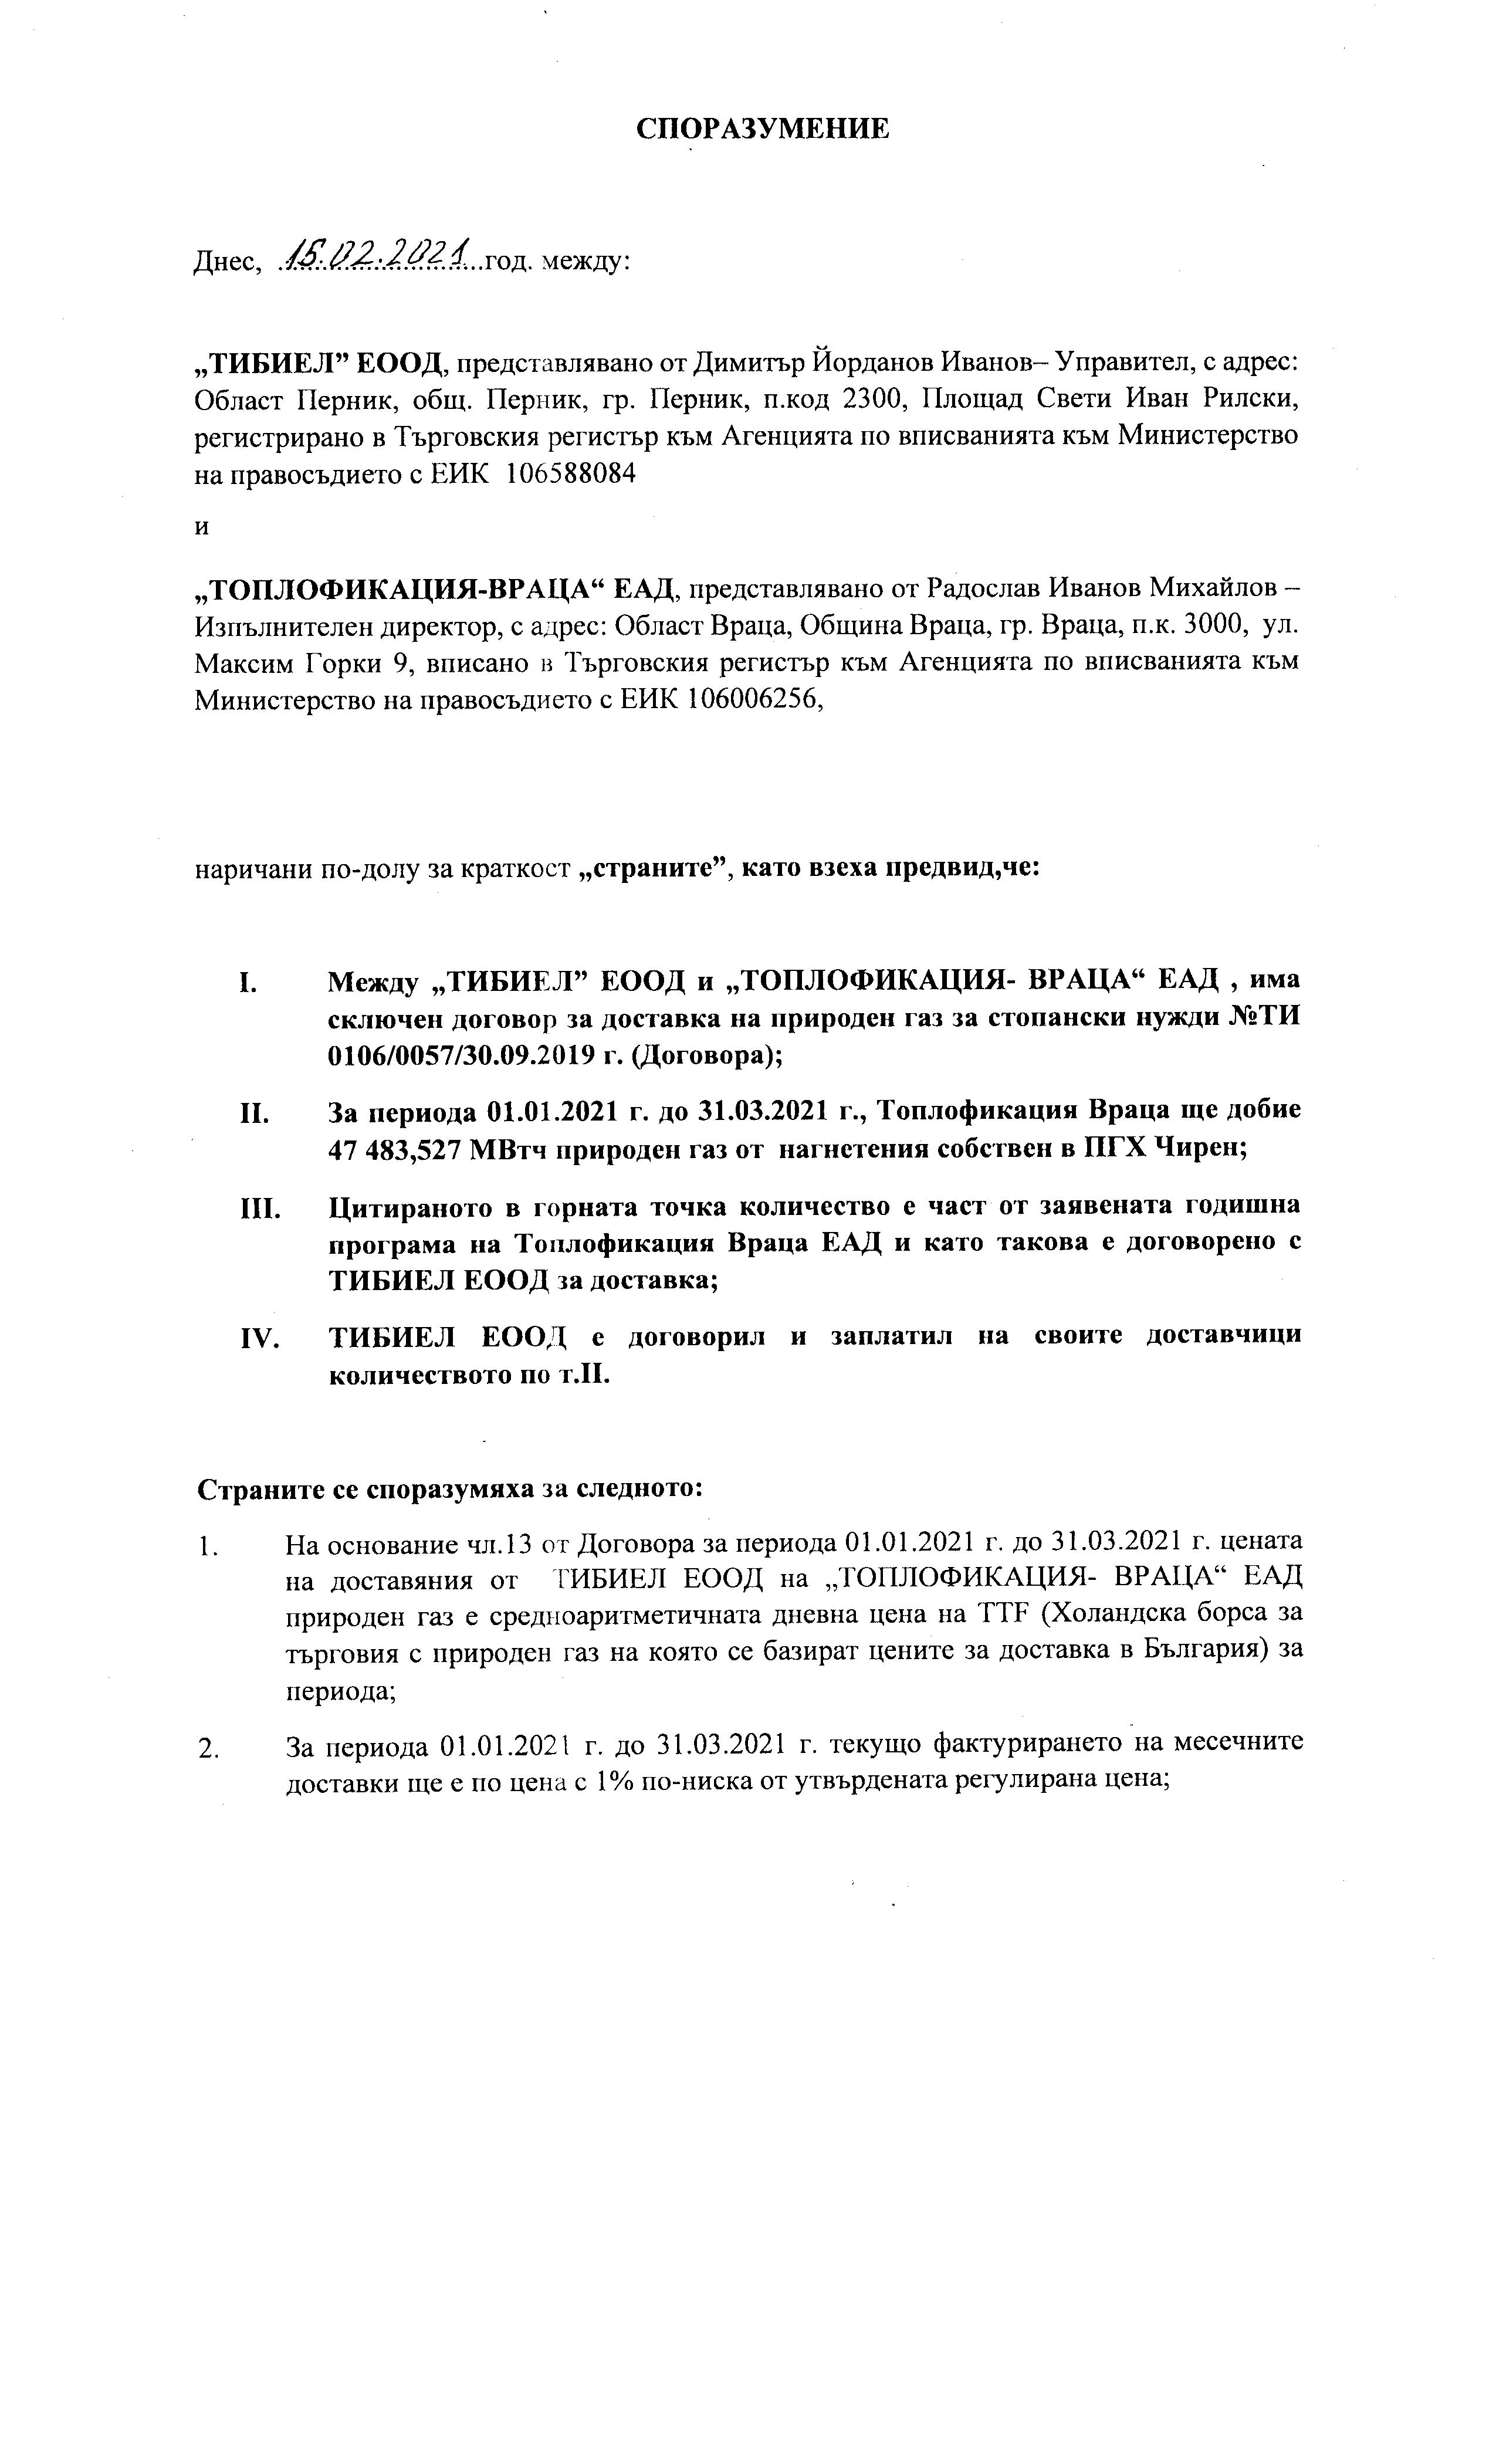 СПОРАЗУМЕНИЕ
Днес, 15.02.2021 год. между:
„ТИБИЕЛ” ЕООД, представлявано от Димитър Йорданов Иванов– Управител, с адрес:
Област Перник, общ. Перник, гр. Перник, п.код 2300, Площад Свети Иван Рилски,
регистрирано в Търговския регистър към Агенцията по вписванията към Министерство
на правосъдието с ЕИК 106588084
и
„ТОПЛОФИКАЦИЯ-ВРАЦА“ ЕАД, представлявано от Радослав Иванов Михайлов –
Изпълнителен директор, с адрес: Област Враца, Община Враца, гр. Враца, п.к. 3000, ул.
Максим Горки 9, вписано в Търговския регистър към Агенцията по вписванията към
Министерство на правосъдието с ЕИК 106006256,
наричани по-долу за краткост „страните”, като взеха предвид,че:
I. Между „ТИБИЕЛ” ЕООД и „ТОПЛОФИКАЦИЯ- ВРАЦА“ ЕАД , има
сключен договор за доставка на природен газ за стопански нужди №ТИ
0106/0057/30.09.2019 г. (Договора);
II. За периода 01.01.2021 г. до 31.03.2021 г., Топлофикация Враца ще добие
47 483,527 МВтч природен газ от нагнетения собствен в ПГХ Чирен;
III. Цитираното в горната точка количество е част от заявената годишна
програма на Топлофикация Враца ЕАД и като такова е договорено с
ТИБИЕЛ ЕООД за доставка;
IV. ТИБИЕЛ ЕООД е договорил и заплатил на своите доставчици
количеството по т.II.
Страните се споразумяха за следното:
1. На основание чл.13 от Договора за периода 01.01.2021 г. до 31.03.2021 г. цената
на доставяния от ТИБИЕЛ ЕООД на „ТОПЛОФИКАЦИЯ- ВРАЦА“ ЕАД
природен газ е средноаритметичната дневна цена на TTF (Холандска борса за
търговия с природен газ на която се базират цените за доставка в България) за
периода;
2. За периода 01.01.2021 г. до 31.03.2021 г. текущо фактурирането на месечните
доставки ще е по цена с 1% по-ниска от утвърдената регулирана цена;